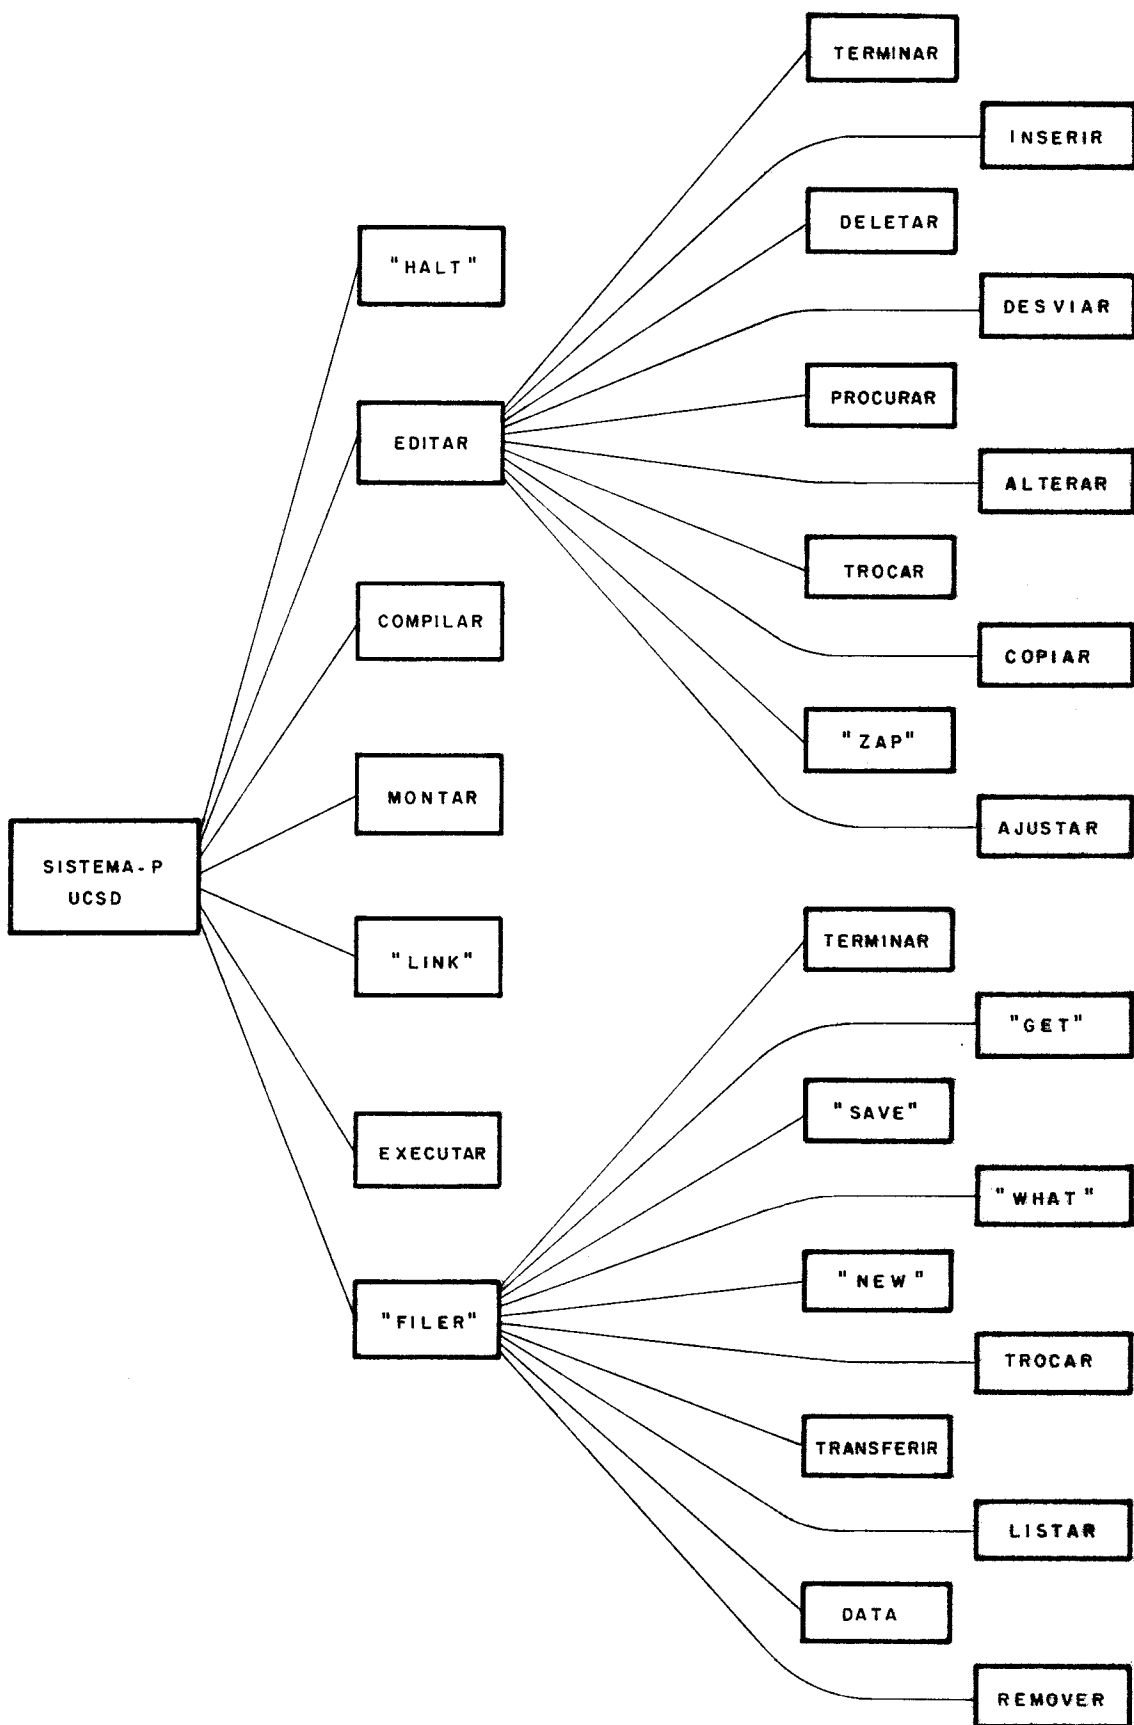 SISTEMA-P
UCSD
"HALT"
EDITAR
COMPILAR
MONTAR
"LINK"
EXECUTAR
"FILER"
TERMINAR
INSERIR
DELETAR
DESVIAR
PROCURAR
ALTERAR
TROCAR
COPIAR
"ZAP"
AJUSTAR
TERMINAR
"GET"
"SAVE"
"WHAT"
"NEW"
TROCAR
TRANSFERIR
LISTAR
DATA
REMOVER